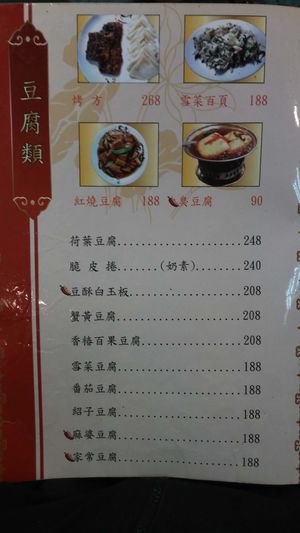 豆腐類
烤方 268
雪菜百頁 188
紅燒豆腐 188
臭豆腐 90
荷葉豆腐......................248
脆皮捲..........(奶素).........240
豆酥白玉板....................208
蟹黃豆腐......................208
香椿百果豆腐..................208
雪菜豆腐......................188
番茄豆腐......................188
紹子豆腐......................188
麻婆豆腐......................188
家常豆腐......................188